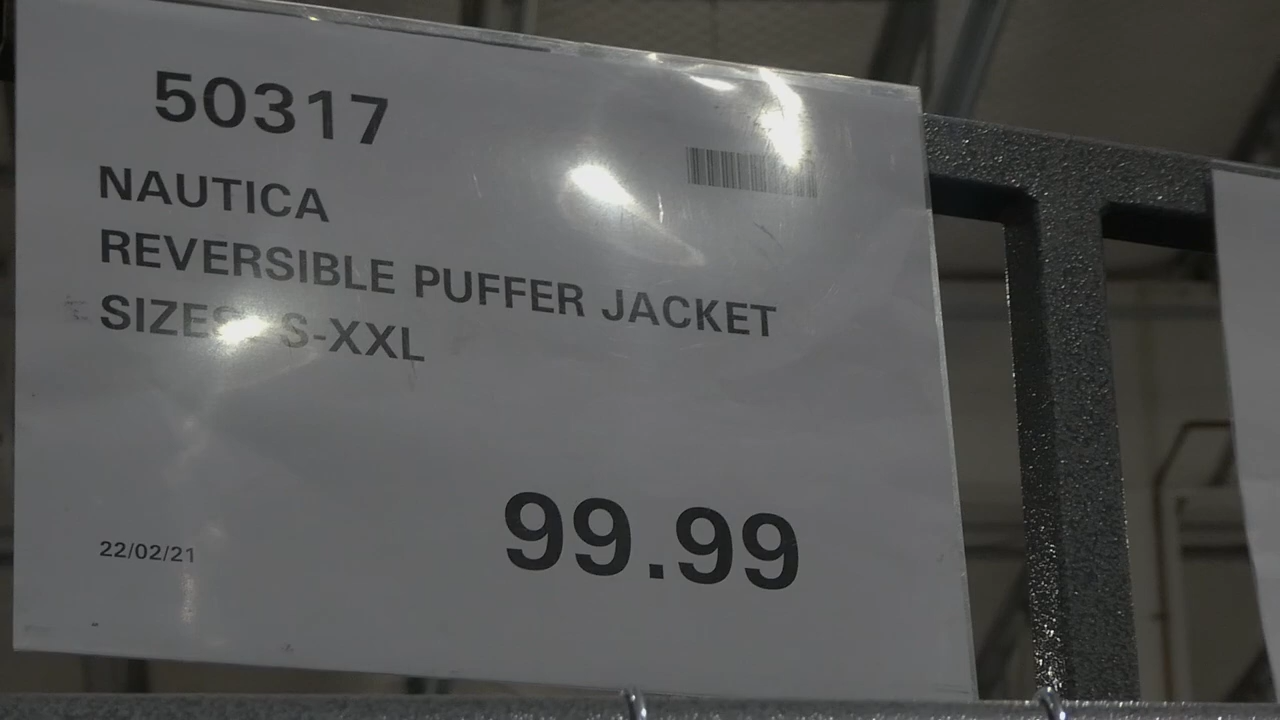 50317
NAUTICA
REVERSIBLE PUFFER JACKET
SIZES S-XXL
99.99
22/02/21